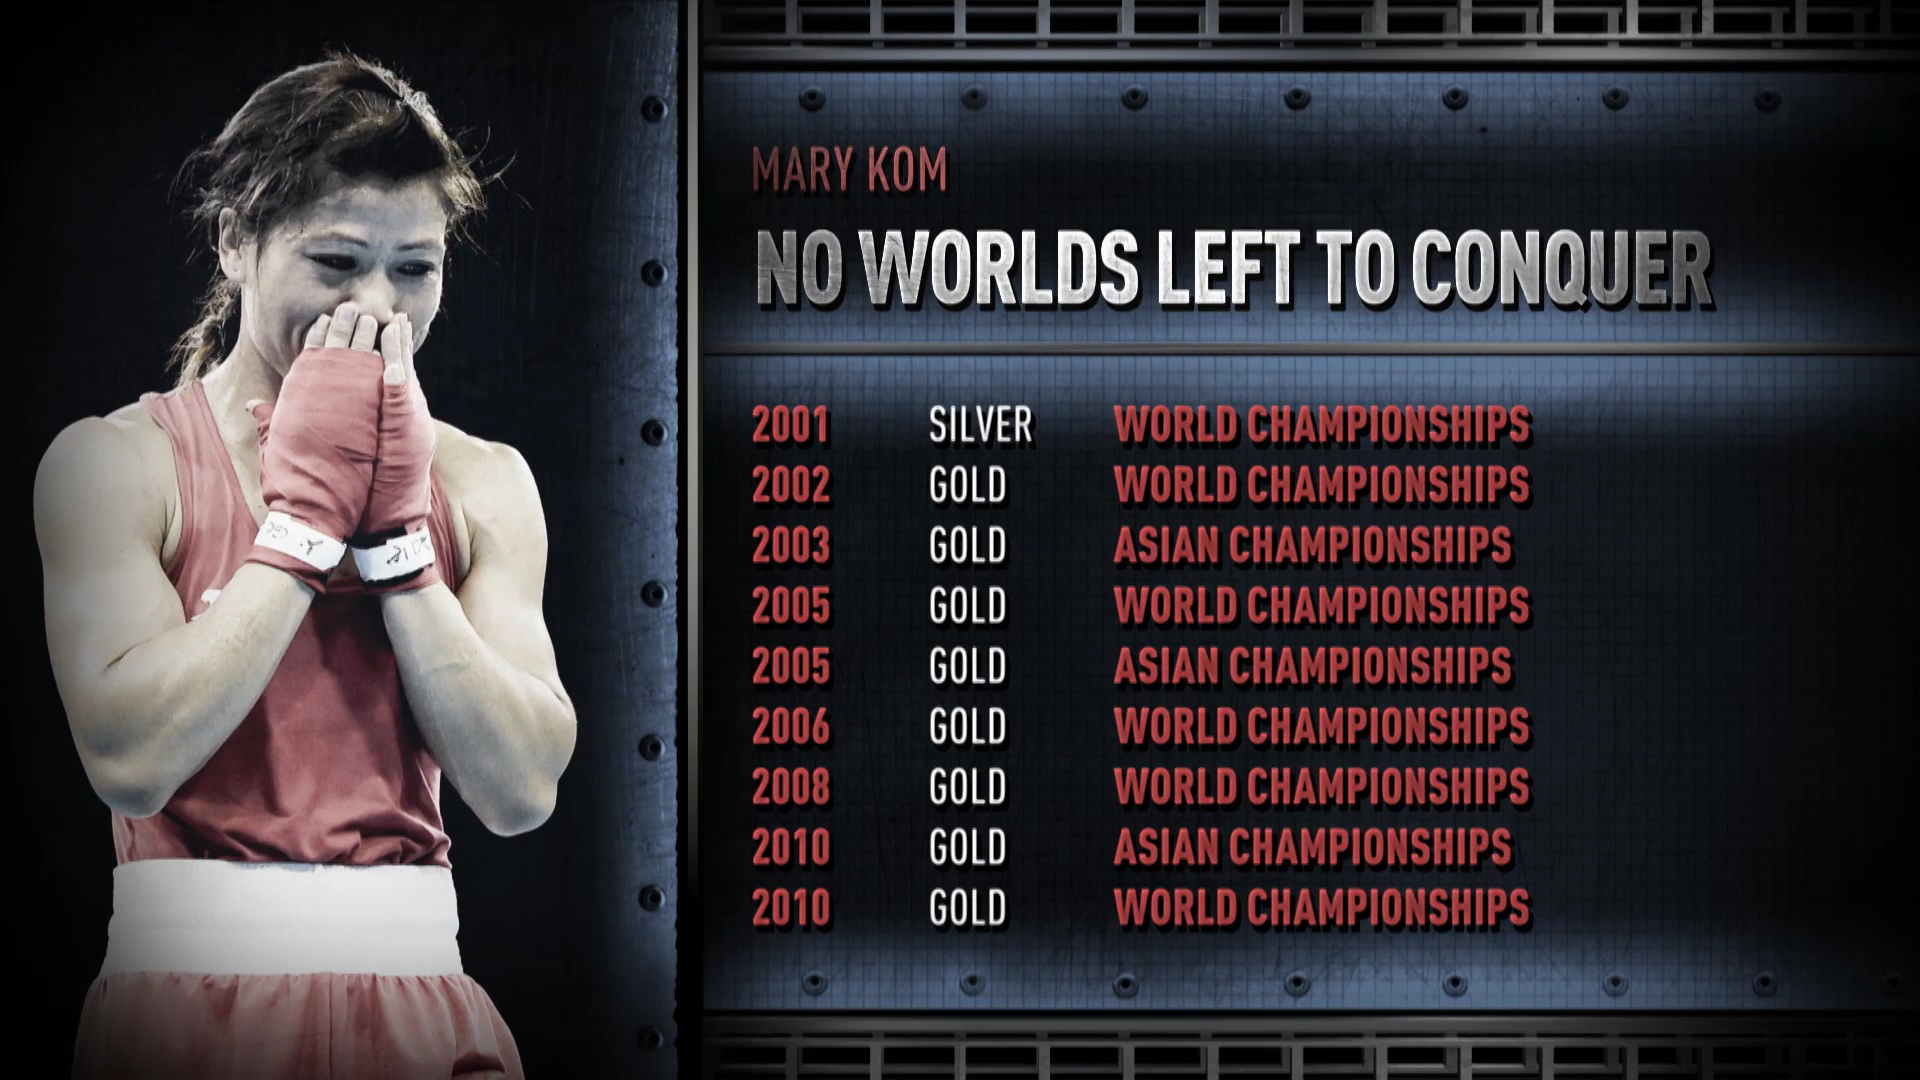 MARY KOM
NO WORLDS LEFT TO CONQUER
2001 SILVER WORLD CHAMPIONSHIPS
2002 GOLD WORLD CHAMPIONSHIPS
2003 GOLD ASIAN CHAMPIONSHIPS
2005 GOLD WORLD CHAMPIONSHIPS
2005 GOLD ASIAN CHAMPIONSHIPS
2006 GOLD WORLD CHAMPIONSHIPS
2008 GOLD WORLD CHAMPIONSHIPS
2010 GOLD ASIAN CHAMPIONSHIPS
2010 GOLD WORLD CHAMPIONSHIPS